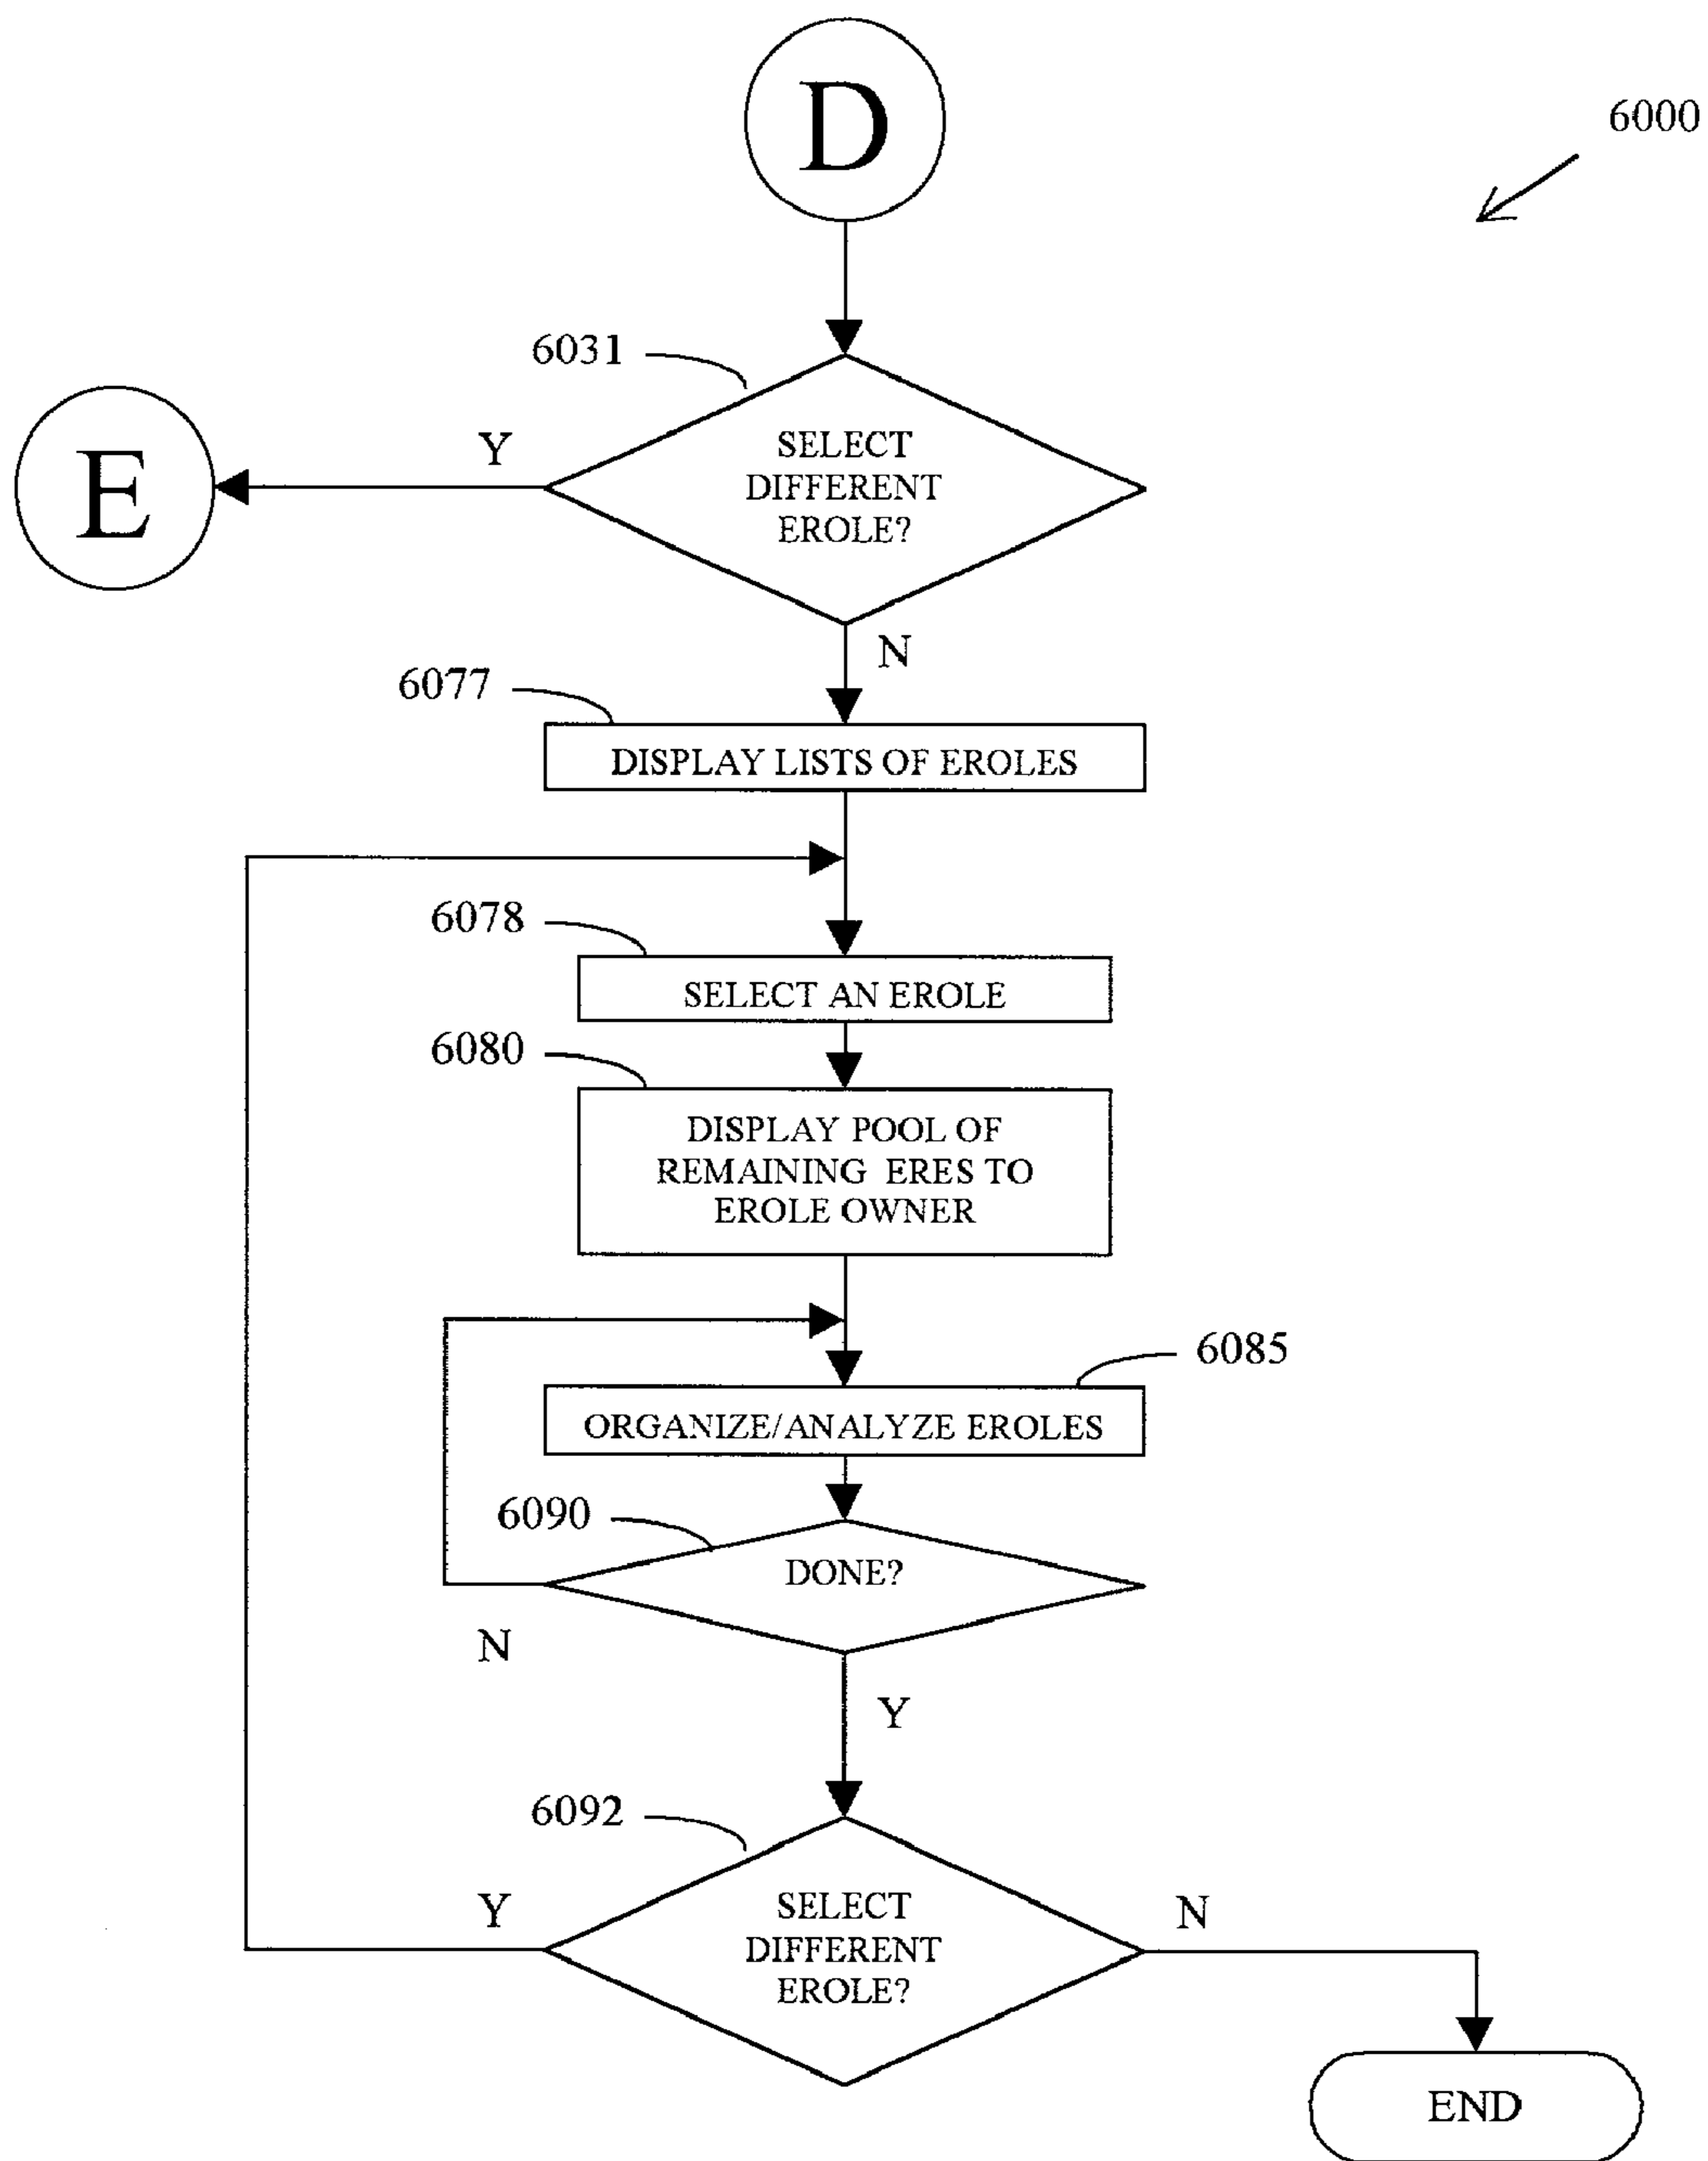 D
6000
6031
SELECT
DIFFERENT
EROLE?
Y
E
N
6077
DISPLAY LISTS OF EROLES
6078
SELECT AN EROLE
6080
DISPLAY POOL OF
REMAINING ERES TO
EROLE OWNER
6085
ORGANIZE/ANALYZE EROLES
6090
DONE?
N
Y
6092
SELECT
DIFFERENT
EROLE?
Y
N
END